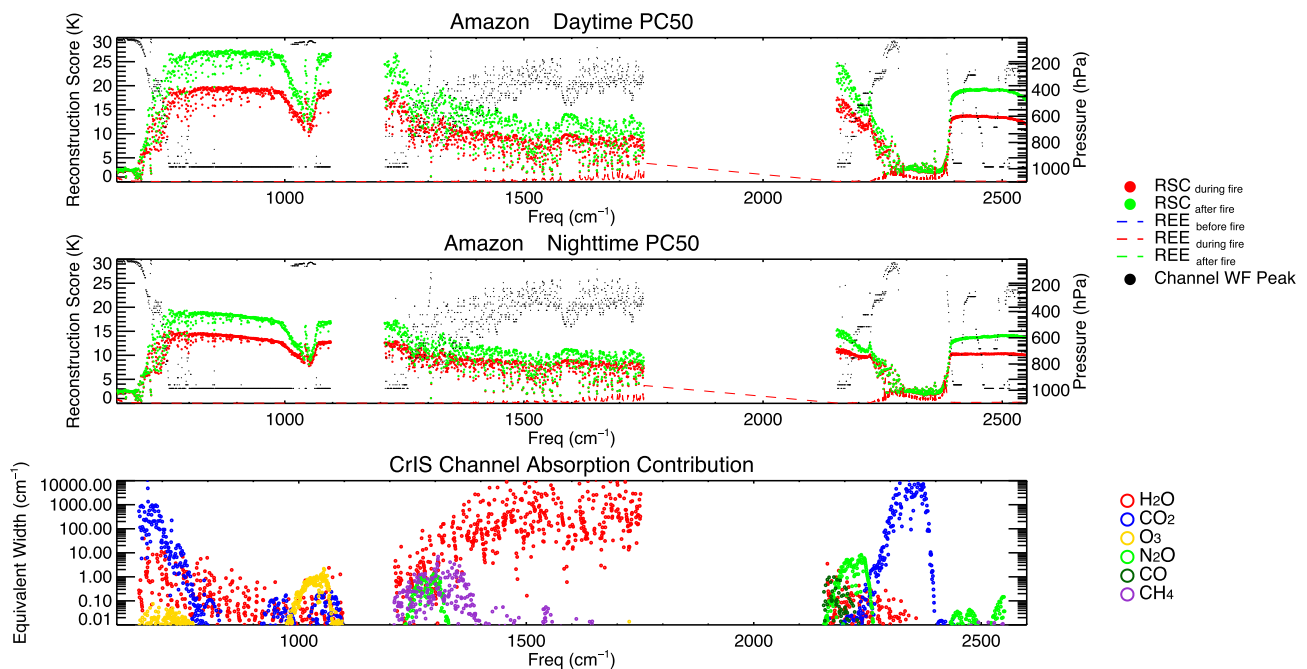 Amazon Daytime PC50
Reconstruction Score (K)
30
25
20
15
10
5
0
200
400
600
800
1000
Pressure (hPa)
1000
1500
2000
2500
Freq (cm⁻¹)
Amazon Nighttime PC50
Reconstruction Score (K)
30
25
20
15
10
5
0
200
400
600
800
1000
Pressure (hPa)
1000
1500
2000
2500
Freq (cm⁻¹)
RSC during fire
RSC after fire
REE before fire
REE during fire
REE after fire
Channel WF Peak
CrIS Channel Absorption Contribution
Equivalent Width (cm⁻¹)
10000.00
1000.00
100.00
10.00
1.00
0.10
0.01
1000
1500
2000
2500
Freq (cm⁻¹)
H₂O
CO₂
O₃
N₂O
CO
CH₄